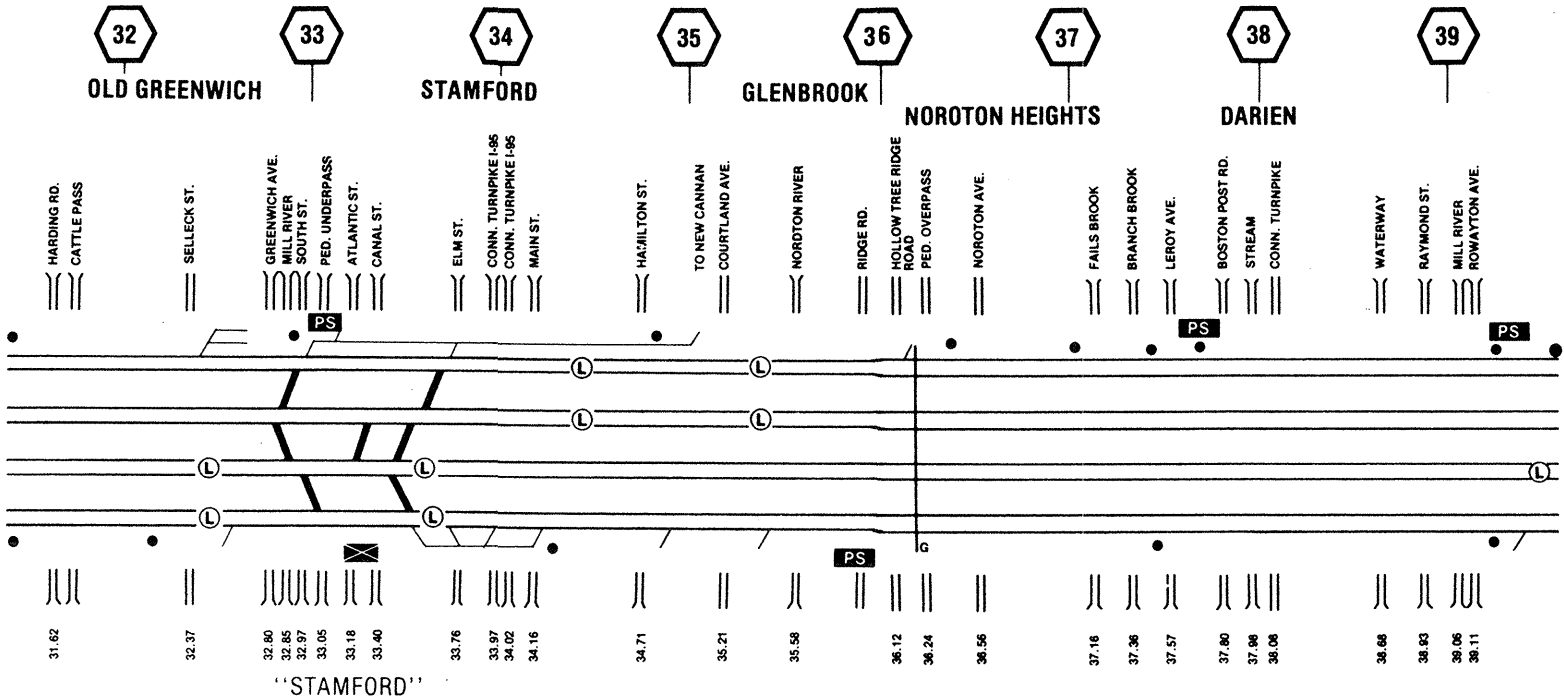 32 33 34 35 36 37 38 39
OLD GREENWICH STAMFORD GLENBROOK NOROTON HEIGHTS DARIEN
HARDING RD.
CATTLE PASS
SELLECK ST.
GREENWICH AVE.
MILL RIVER
SOUTH ST.
PED. UNDERPASS
ATLANTIC ST.
CANAL ST.
ELM ST.
CONN. TURNPIKE I-95
CONN. TURNPIKE I-95
MAIN ST.
HAMILTON ST.
TO NEW CANNAN
COURTLAND AVE.
NORDTON RIVER
RIDGE RD.
HOLLOW TREE RIDGE
ROAD
PED. OVERPASS
NOROTON AVE.
FAILS BROOK
BRANCH BROOK
LEROY AVE.
BOSTON POST RD.
STREAM
CONN. TURNPIKE
WATERWAY
RAYMOND ST.
MILL RIVER
ROWAYTON AVE.
PS PS PS
L L
L L
L L L
L L
G
PS
31.62
32.37
32.80
32.85
32.97
33.05
33.18
33.40
33.76
33.97
34.02
34.16
34.71
35.21
35.58
36.12
36.24
36.56
37.16
37.36
37.57
37.80
37.98
38.08
38.68
38.93
39.06
39.11
''STAMFORD''